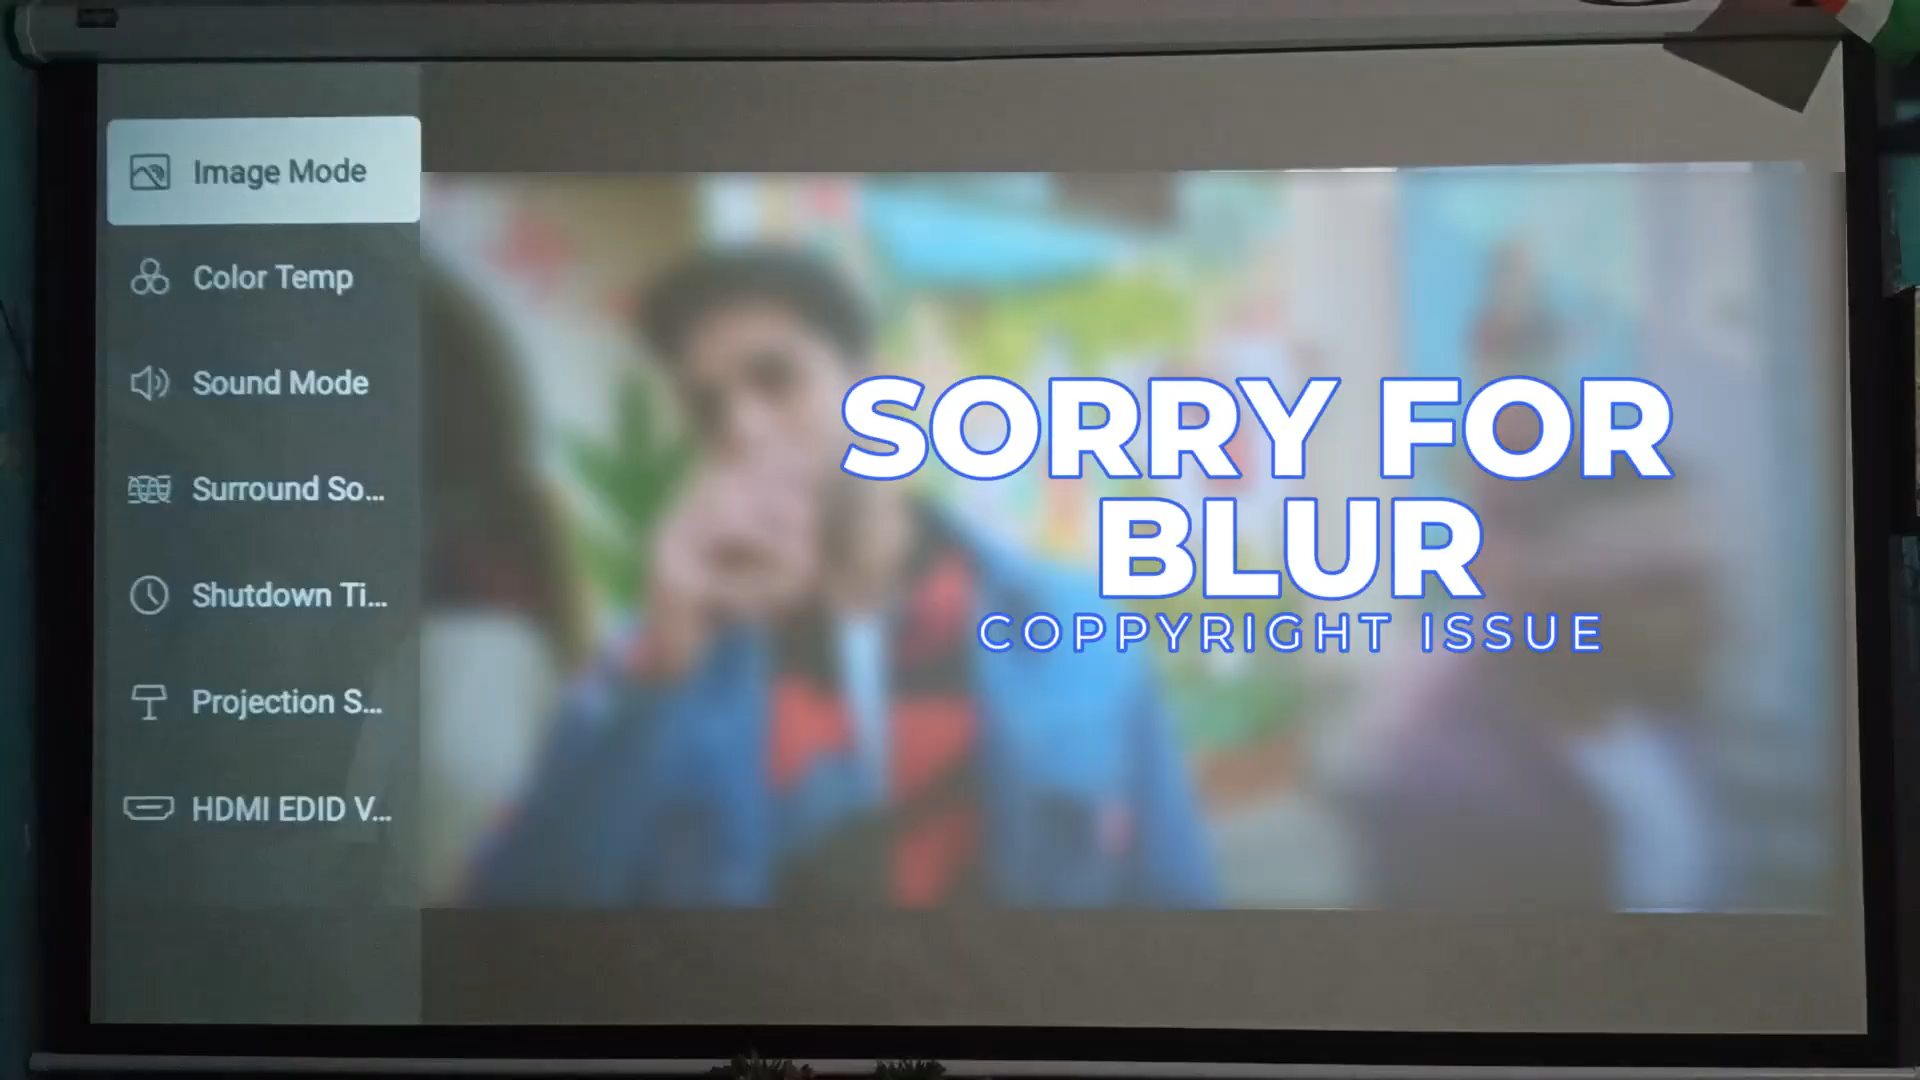 Image Mode
Color Temp
Sound Mode
Surround So...
Shutdown Ti...
Projection S...
HDMI EDID V...
SORRY FOR
BLUR
COPPYRIGHT ISSUE